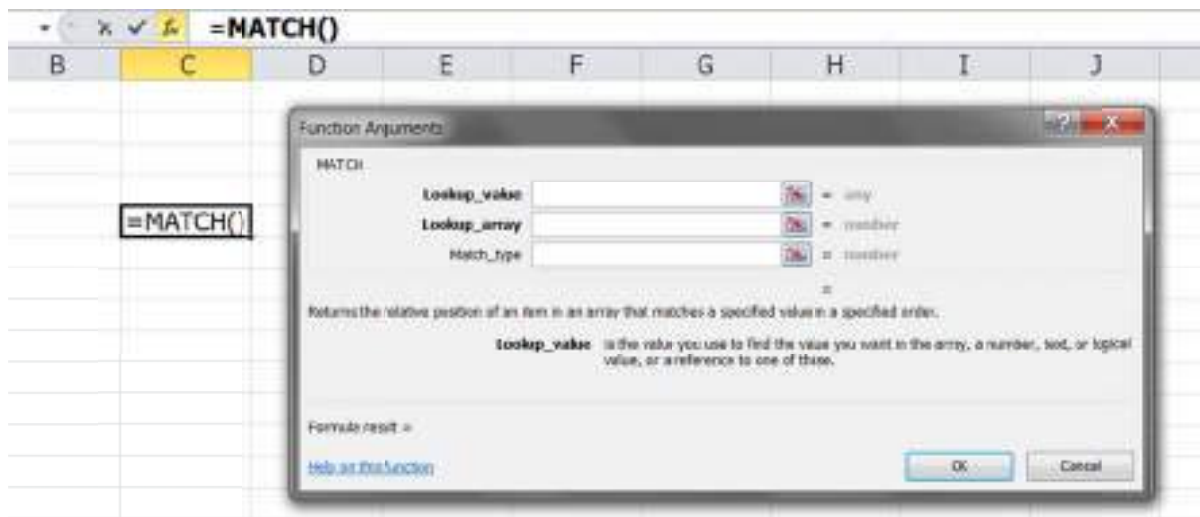 =MATCH()
B C D E F G H I J
Function Arguments
MATCH
Lookup_value = any
Lookup_array = number
=MATCH()
Match_type = number
=
Returns the relative position of an item in an array that matches a specified value in a specified order.
Lookup_value is the value you use to find the value you want in the array, a number, text, or logical
value, or a reference to one of those.
Formula result =
Help on this function
OK Cancel